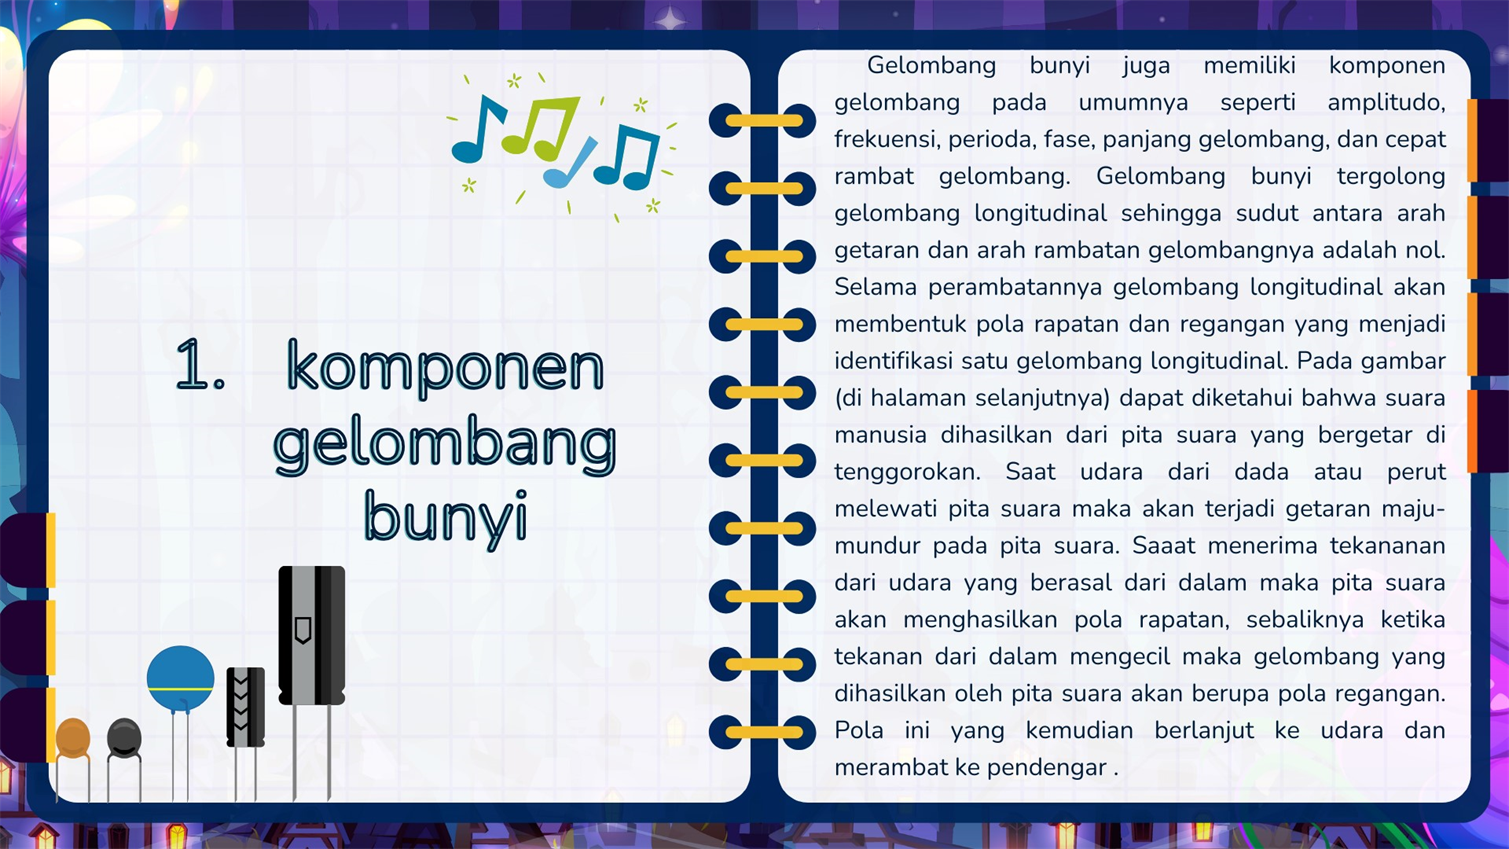 1. komponen
gelombang
bunyi
Gelombang bunyi juga memiliki komponen
gelombang pada umumnya seperti amplitudo,
frekuensi, perioda, fase, panjang gelombang, dan cepat
rambat gelombang. Gelombang bunyi tergolong
gelombang longitudinal sehingga sudut antara arah
getaran dan arah rambatan gelombangnya adalah nol.
Selama perambatannya gelombang longitudinal akan
membentuk pola rapatan dan regangan yang menjadi
identifikasi satu gelombang longitudinal. Pada gambar
(di halaman selanjutnya) dapat diketahui bahwa suara
manusia dihasilkan dari pita suara yang bergetar di
tenggorokan. Saat udara dari dada atau perut
melewati pita suara maka akan terjadi getaran maju-
mundur pada pita suara. Saaat menerima tekananan
dari udara yang berasal dari dalam maka pita suara
akan menghasilkan pola rapatan, sebaliknya ketika
tekanan dari dalam mengecil maka gelombang yang
dihasilkan oleh pita suara akan berupa pola regangan.
Pola ini yang kemudian berlanjut ke udara dan
merambat ke pendengar .